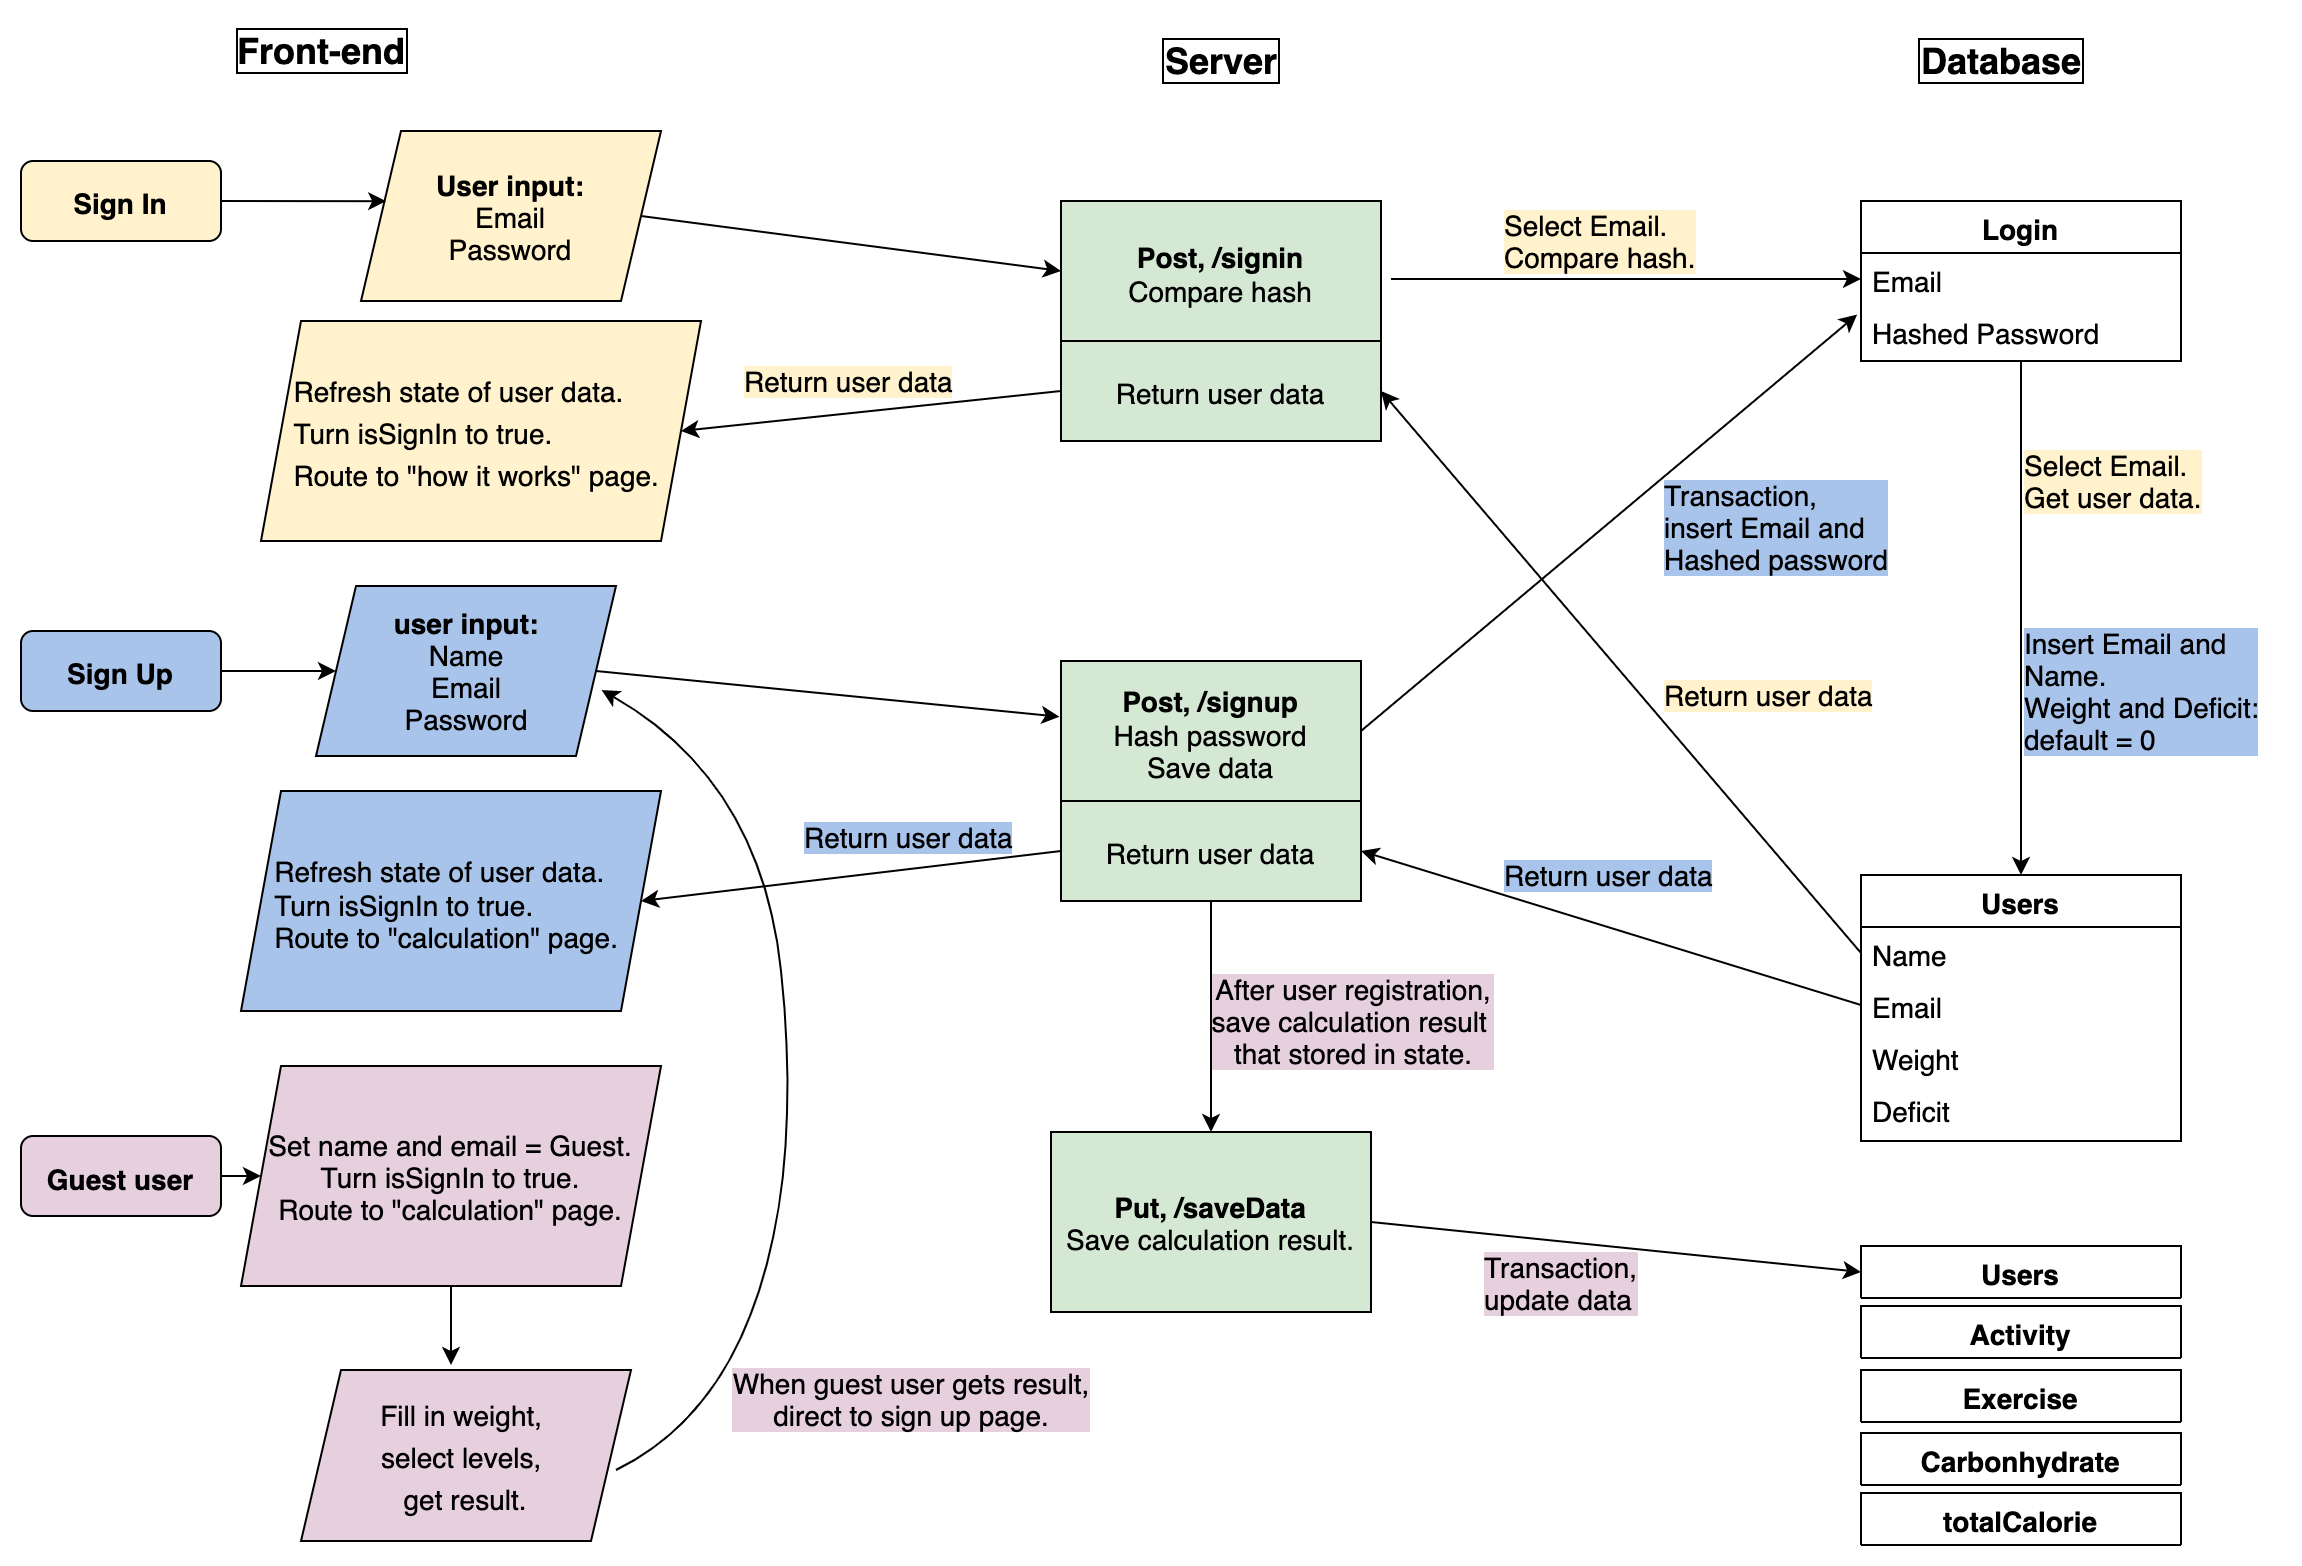 Front-end
Server
Database
Sign In
User input:
Email
Password
Post, /signin
Compare hash
Return user data
Select Email.
Compare hash.
Login
Email
Hashed Password
Return user data
Refresh state of user data.
Turn isSignIn to true.
Route to "how it works" page.
Select Email.
Get user data.
Transaction,
insert Email and
Hashed password
Sign Up
user input:
Name
Email
Password
Post, /signup
Hash password
Save data
Return user data
Return user data
Insert Email and
Name.
Weight and Deficit:
default = 0
Return user data
Refresh state of user data.
Turn isSignIn to true.
Route to "calculation" page.
Return user data
Users
Name
Email
Weight
Deficit
After user registration,
save calculation result
that stored in state.
Guest user
Set name and email = Guest.
Turn isSignIn to true.
Route to "calculation" page.
Put, /saveData
Save calculation result.
Transaction,
update data
Users
Activity
Exercise
Carbonhydrate
totalCalorie
When guest user gets result,
direct to sign up page.
Fill in weight,
select levels,
get result.